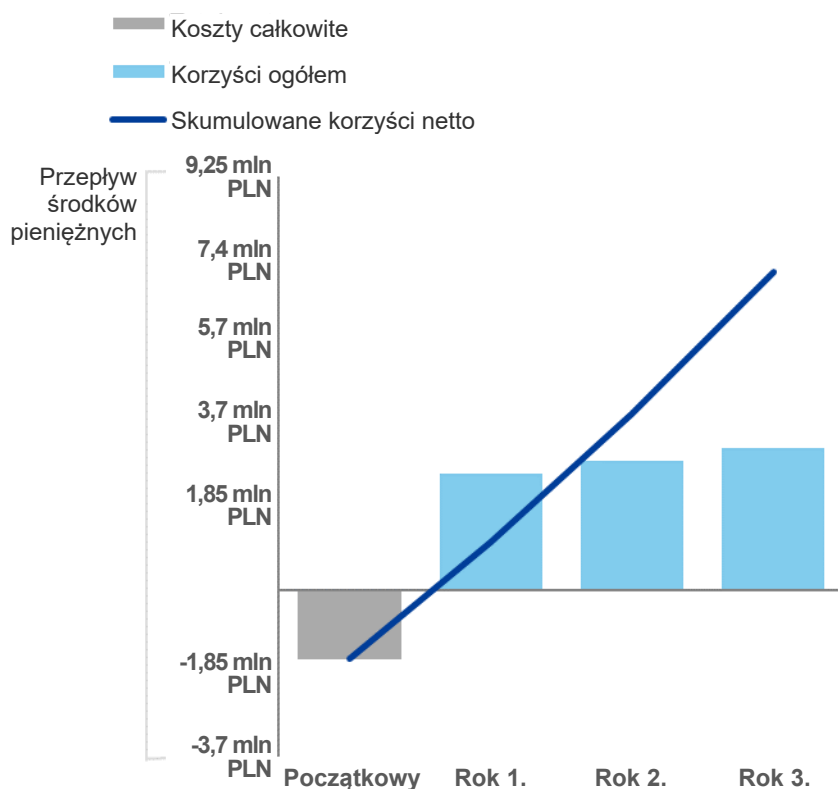 Koszty całkowite
Korzyści ogółem
Skumulowane korzyści netto
Przepływ
środków
pieniężnych
9,25 mln
PLN
7,4 mln
PLN
5,7 mln
PLN
3,7 mln
PLN
1,85 mln
PLN
-1,85 mln
PLN
-3,7 mln
PLN
Początkowy Rok 1. Rok 2. Rok 3.